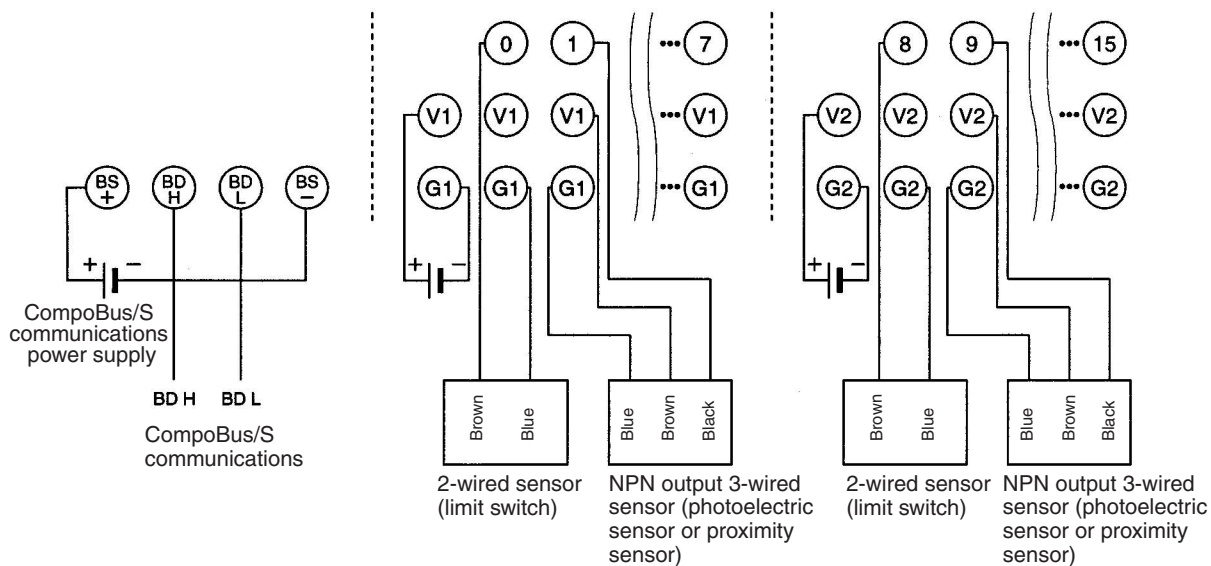 0 1 ••• 7
V1 V1 V1 ••• V1
G1 G1 G1 ••• G1
8 9 ••• 15
V2 V2 V2 ••• V2
G2 G2 G2 ••• G2
BS
+
BD
H
BD
L
BS
−
+ −
CompoBus/S
communications
power supply
BD H BD L
CompoBus/S
communications
+ −
Brown
Blue
Blue
Brown
Black
2-wired sensor
(limit switch)
NPN output 3-wired
sensor (photoelectric
sensor or proximity
sensor)
+ −
Brown
Blue
Blue
Brown
Black
2-wired sensor
(limit switch)
NPN output 3-wired
sensor (photoelectric
sensor or proximity
sensor)